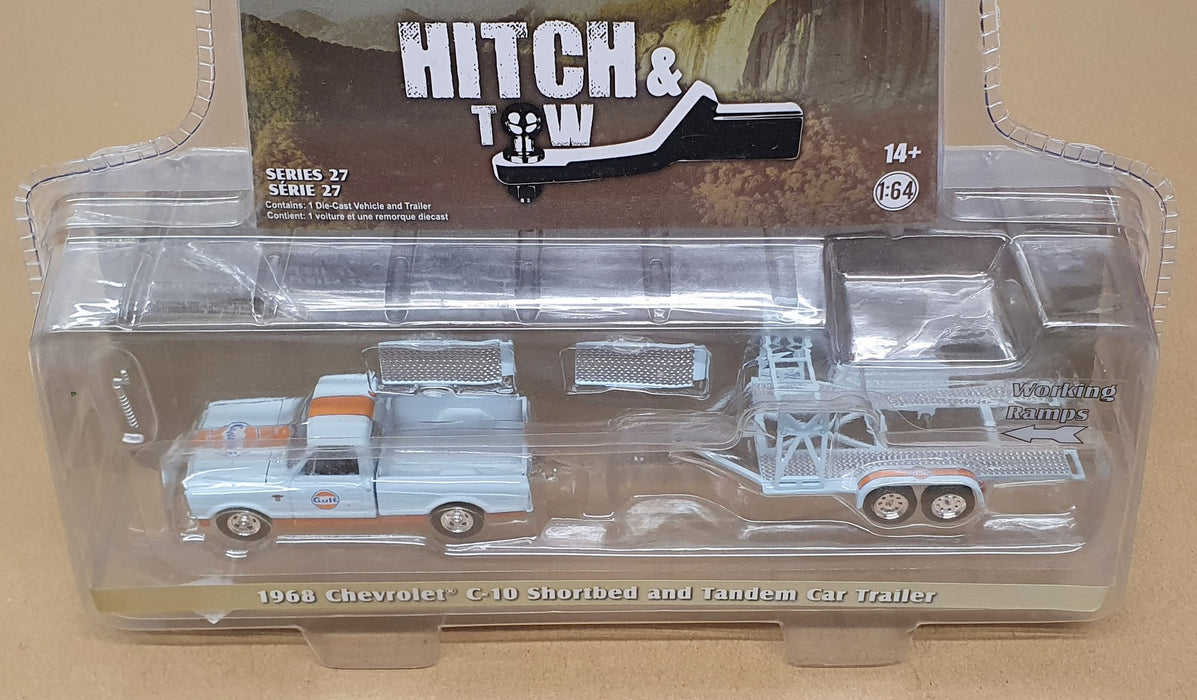 HITCH &
TOW
14+
1:64
SERIES 27
SÉRIE 27
Contains: 1 Die-Cast Vehicle and Trailer
Contient: 1 voiture et une remorque diecast
Working
Ramps
Gulf
Gulf
1968 Chevrolet® C-10 Shortbed and Tandem Car Trailer